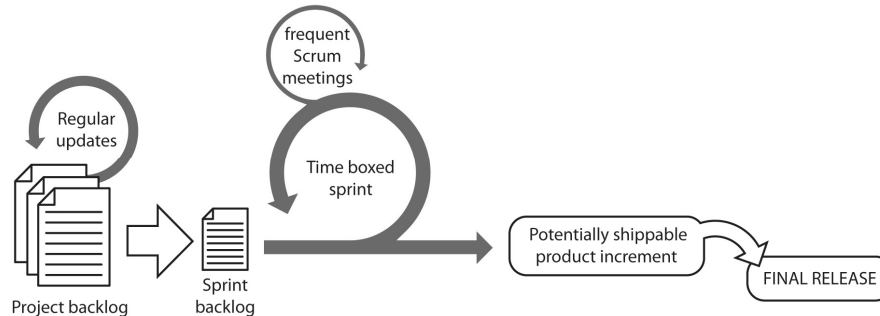 frequent
Scrum
meetings
Regular
updates
Time boxed
sprint
Project backlog
Sprint
backlog
Potentially shippable
product increment
FINAL RELEASE